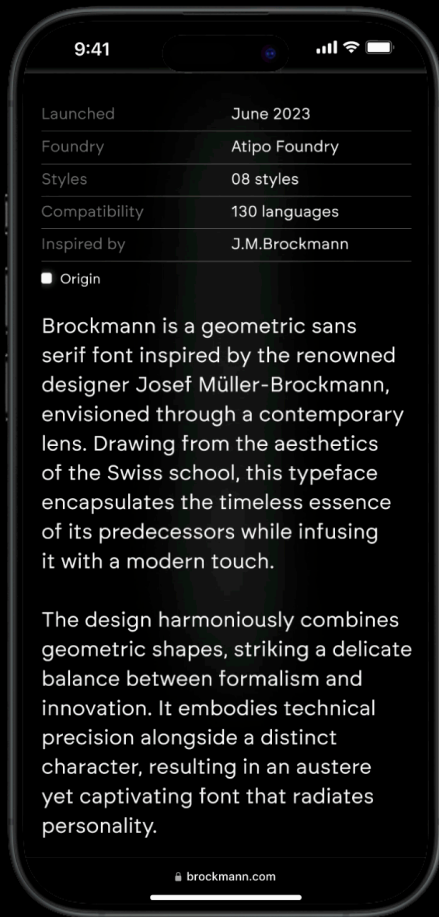 9:41
Launched June 2023
Foundry Atipo Foundry
Styles 08 styles
Compatibility 130 languages
Inspired by J.M.Brockmann
Origin
Brockmann is a geometric sans
serif font inspired by the renowned
designer Josef Müller-Brockmann,
envisioned through a contemporary
lens. Drawing from the aesthetics
of the Swiss school, this typeface
encapsulates the timeless essence
of its predecessors while infusing
it with a modern touch.
The design harmoniously combines
geometric shapes, striking a delicate
balance between formalism and
innovation. It embodies technical
precision alongside a distinct
character, resulting in an austere
yet captivating font that radiates
personality.
brockmann.com